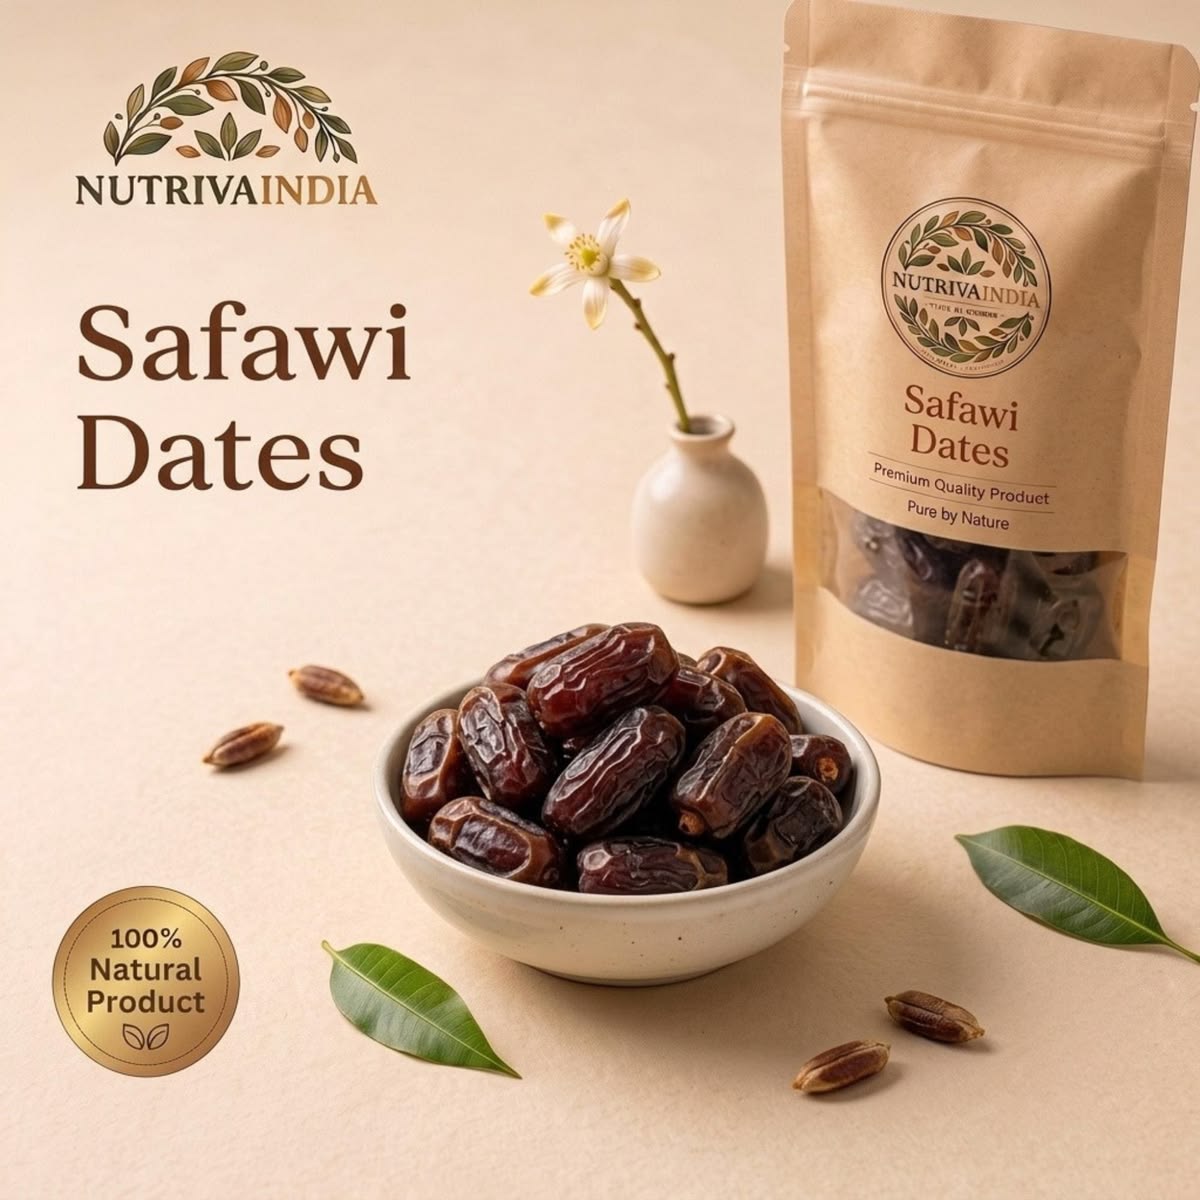 NUTRIVAINDIA
Safawi
Dates
NUTRIVAINDIA
Safawi
Dates
Premium Quality Product
Pure by Nature
100%
Natural
Product